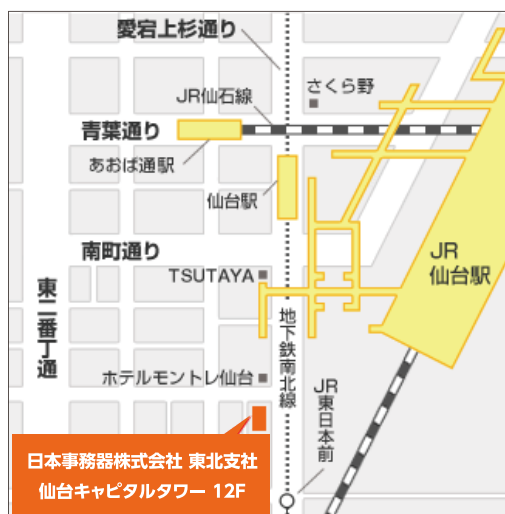 愛宕上杉通り
さくら野
JR仙石線
青葉通り
あおば通駅
仙台駅
南町通り
JR
仙台駅
TSUTAYA
東二番丁通
地下鉄南北線
ホテルモントレ仙台
JR東日本前
日本事務器株式会社 東北支社
仙台キャピタルタワー 12F